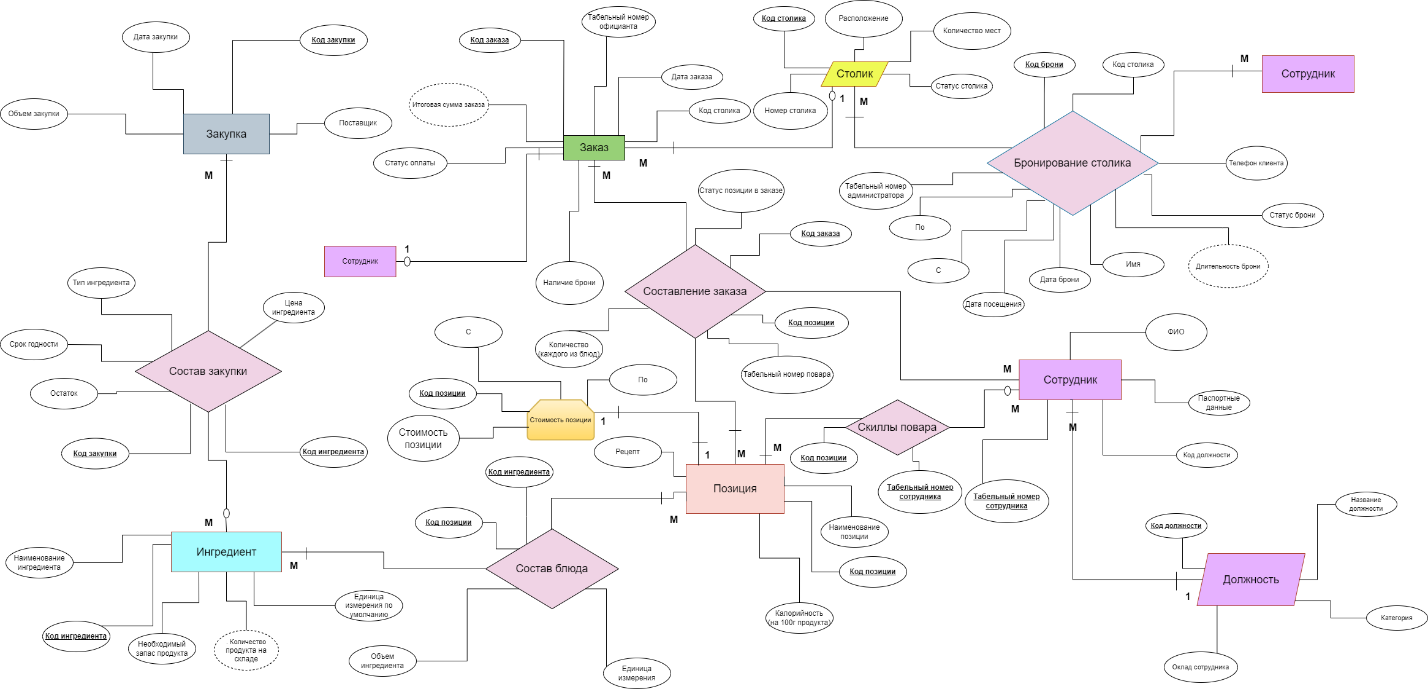 Дата закупки
Код закупки
Объем закупки
Закупка
Поставщик
М
Табельный номер
официанта
Код заказа
Дата заказа
Итоговая сумма заказа
Код столика
Статус оплаты
Заказ
М
М
Наличие брони
Сотрудник
1
Код столика
Расположение
Количество мест
Столик
Статус столика
Номер столика
1
М
Код брони
Код столика
М
Сотрудник
Бронирование столика
Телефон клиента
Табельный номер
администратора
По
С
Дата посещения
Дата брони
Имя
Длительность брони
Статус брони
Статус позиции в заказе
Код заказа
Составление заказа
Код позиции
Количество
(каждого из блюд)
Табельный номер повара
Тип ингредиента
Цена
ингредиента
Срок годности
Состав закупки
Остаток
Код закупки
Код ингредиента
М
С
По
Код позиции
Стоимость позиции
Стоимость
позиции
1
1
М
М
Скиллы повара
Код позиции
Табельный номер
сотрудника
ФИО
М
Сотрудник
М
М
Паспортные
данные
Код должности
Табельный номер
сотрудника
Рецепт
Позиция
М
Наименование
позиции
Код позиции
Калорийность
(на 100г продукта)
Код ингредиента
Код позиции
Состав блюда
Объем
ингредиента
Единица
измерения
Ингредиент
М
Наименование
ингредиента
Код ингредиента
Необходимый
запас продукта
Количество
продукта на
складе
Единица
измерения по
умолчанию
Код должности
Название
должности
Должность
1
Категория
Оклад сотрудника